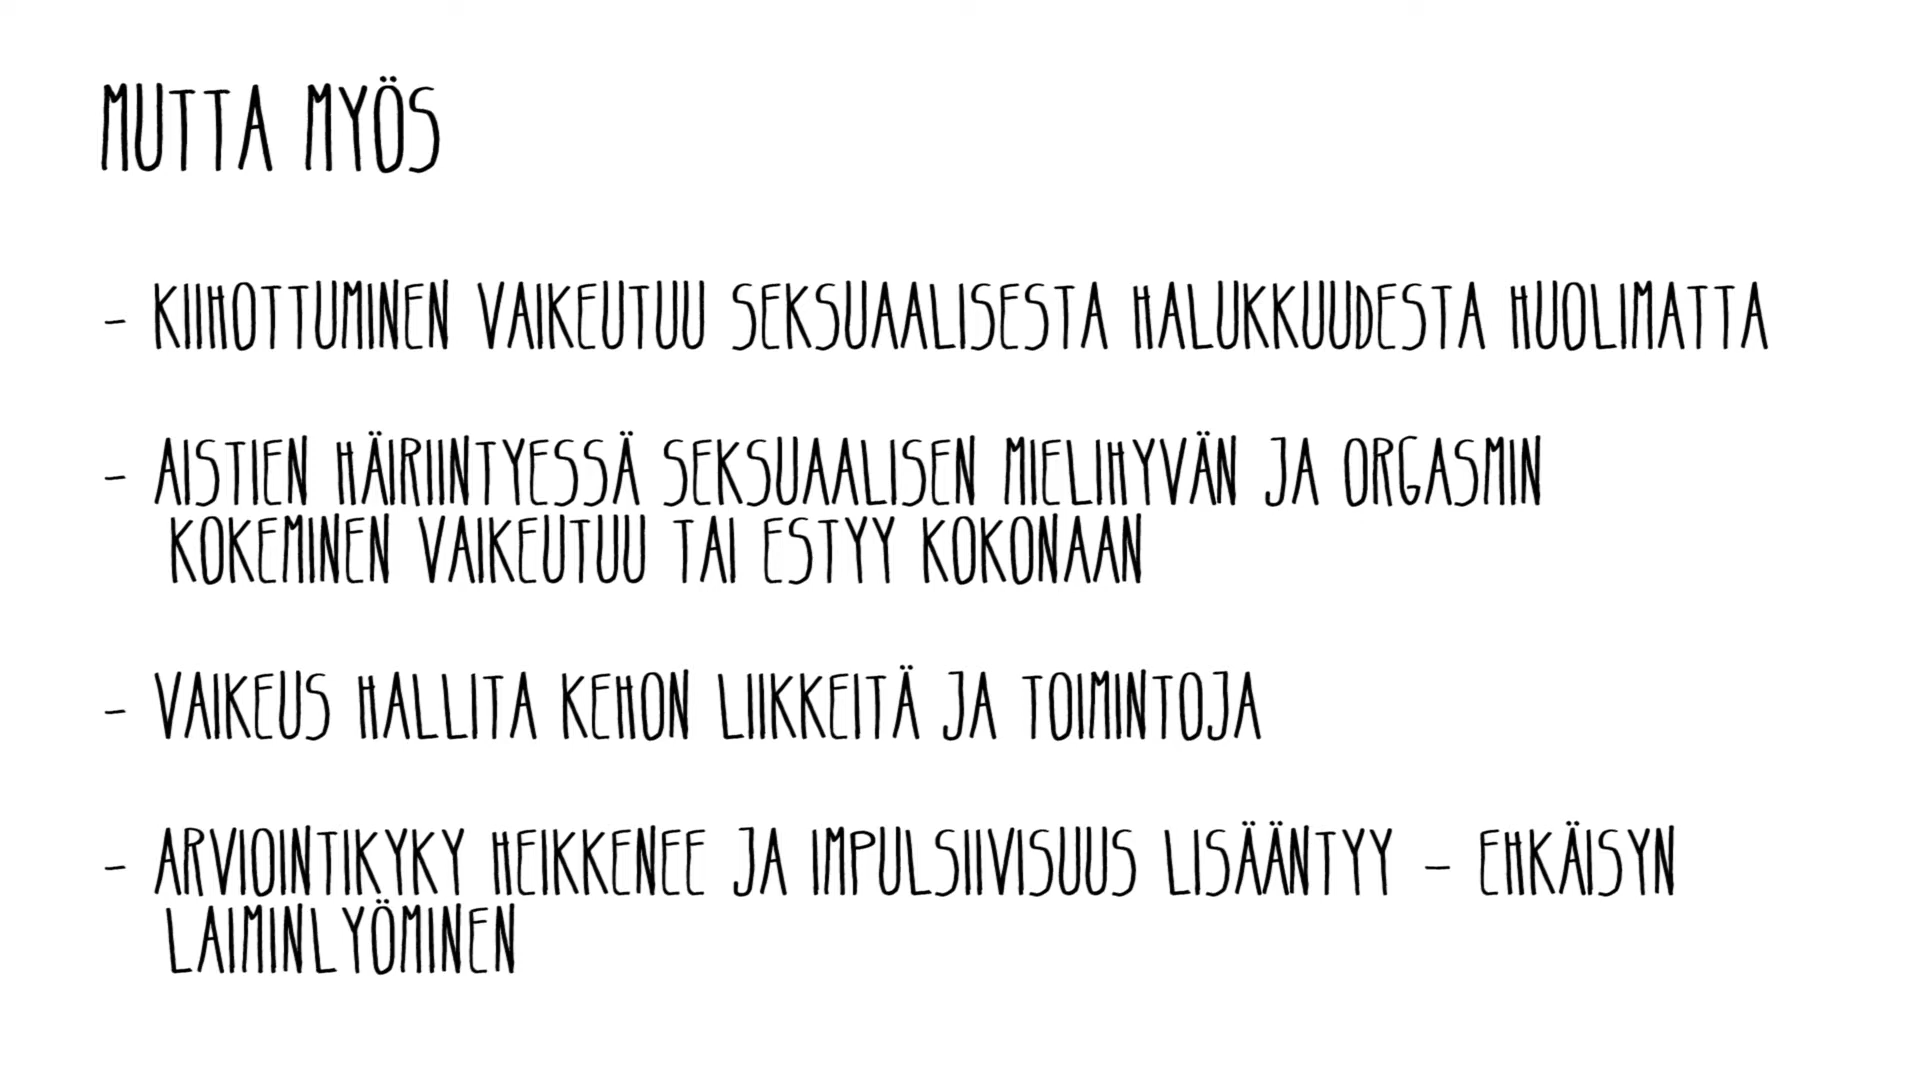 MUTTA MYÖS
- KIIHOTTUMINEN VAIKEUTUU SEKSUAALISESTA HALUKKUUDESTA HUOLIMATTA
- AISTIEN HÄIRIINTYESSÄ SEKSUAALISEN MIELIHYVÄN JA ORGASMIN
KOKEMINEN VAIKEUTUU TAI ESTYY KOKONAAN
- VAIKEUS HALLITA KEHON LIIKKEITÄ JA TOIMINTOJA
- ARVIOINTIKYKY HEIKKENEE JA IMPULSIIVISUUS LISÄÄNTYY - EHKÄISYN
LAIMINLYÖMINEN